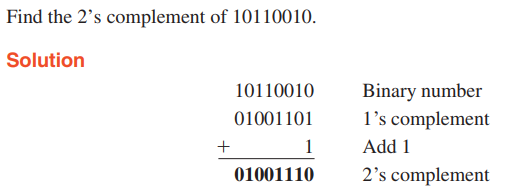 Find the 2’s complement of 10110010.
Solution
10110010 Binary number
01001101 1’s complement
+ 1 Add 1
01001110 2’s complement